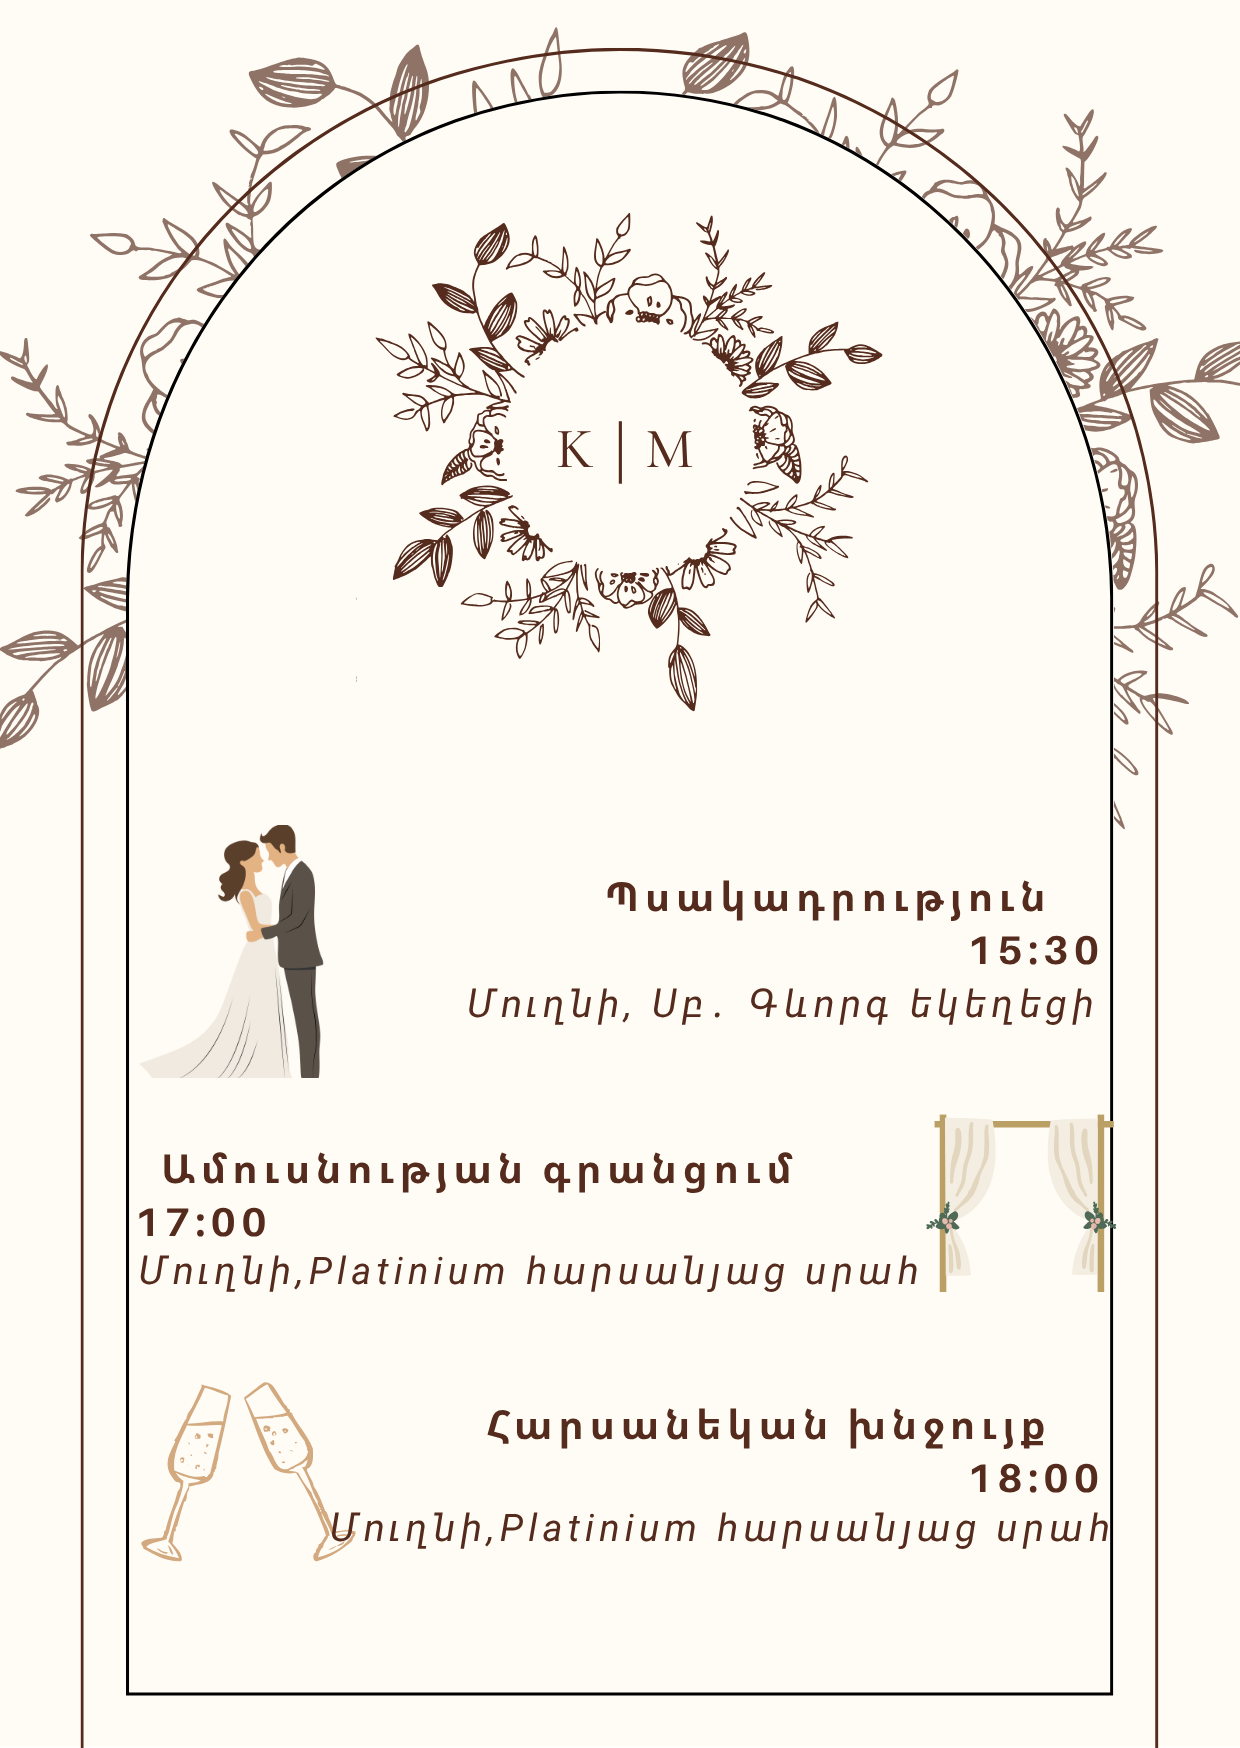 K | M
Պսակադրություն
15:30
Մուղնի, Սբ. Գևորգ եկեղեցի
Ամուսնության գրանցում
17:00
Մուղնի,Platinium հարսանյաց սրահ
Հարսանեկան խնջույք
18:00
Մուղնի,Platinium հարսանյաց սրահ